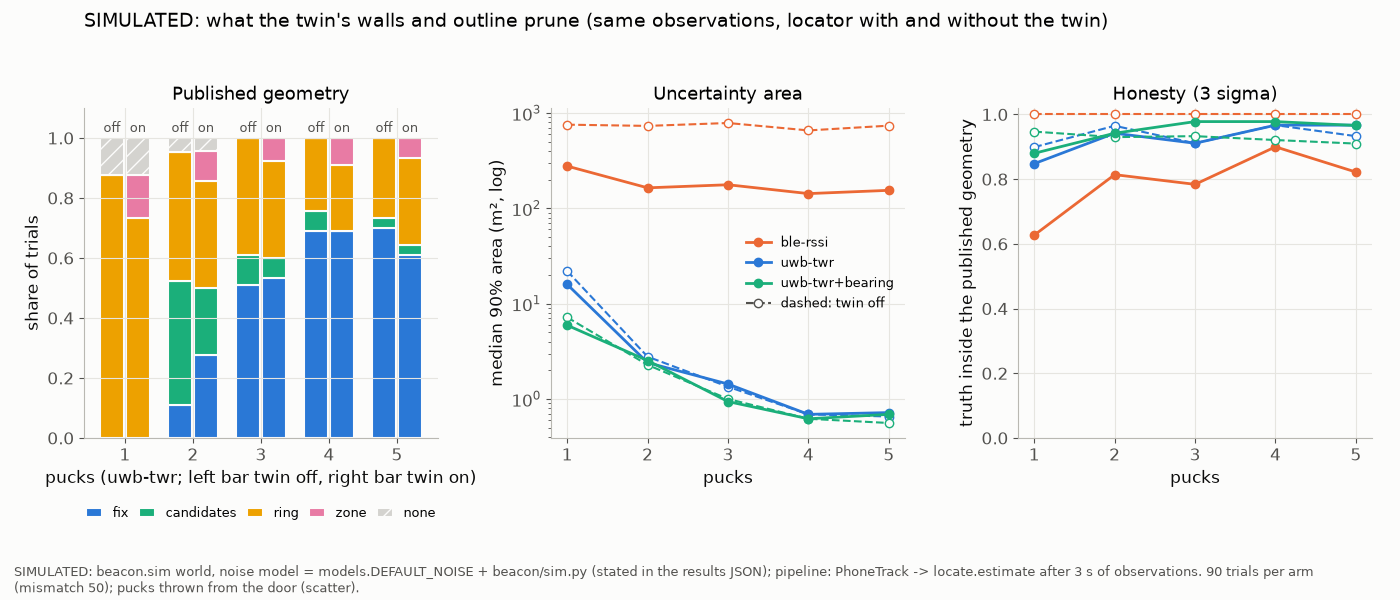 SIMULATED: what the twin's walls and outline prune (same observations, locator with and without the twin)
Published geometry
share of trials
1.0
0.8
0.6
0.4
0.2
0.0
off on off on off on off on off on
1 2 3 4 5
pucks (uwb-twr; left bar twin off, right bar twin on)
fix candidates ring zone none
Uncertainty area
median 90% area (m², log)
10³
10²
10¹
10⁰
ble-rssi
uwb-twr
uwb-twr+bearing
dashed: twin off
1 2 3 4 5
pucks
Honesty (3 sigma)
truth inside the published geometry
1.0
0.8
0.6
0.4
0.2
0.0
1 2 3 4 5
pucks
SIMULATED: beacon.sim world, noise model = models.DEFAULT_NOISE + beacon/sim.py (stated in the results JSON); pipeline: PhoneTrack -> locate.estimate after 3 s of observations. 90 trials per arm
(mismatch 50); pucks thrown from the door (scatter).